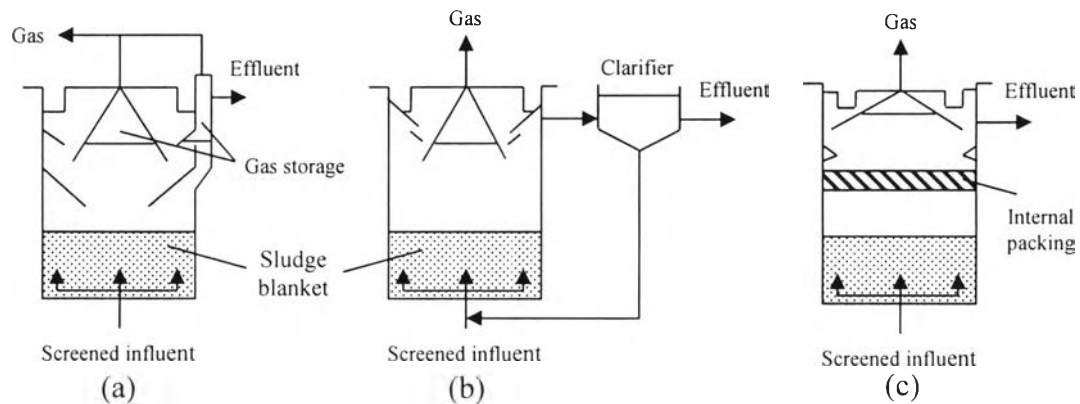 Gas
Effluent
Gas storage
Sludge
blanket
Screened influent
(a)
Gas
Clarifier
Effluent
Screened influent
(b)
Gas
Effluent
Internal
packing
Screened influent
(c)